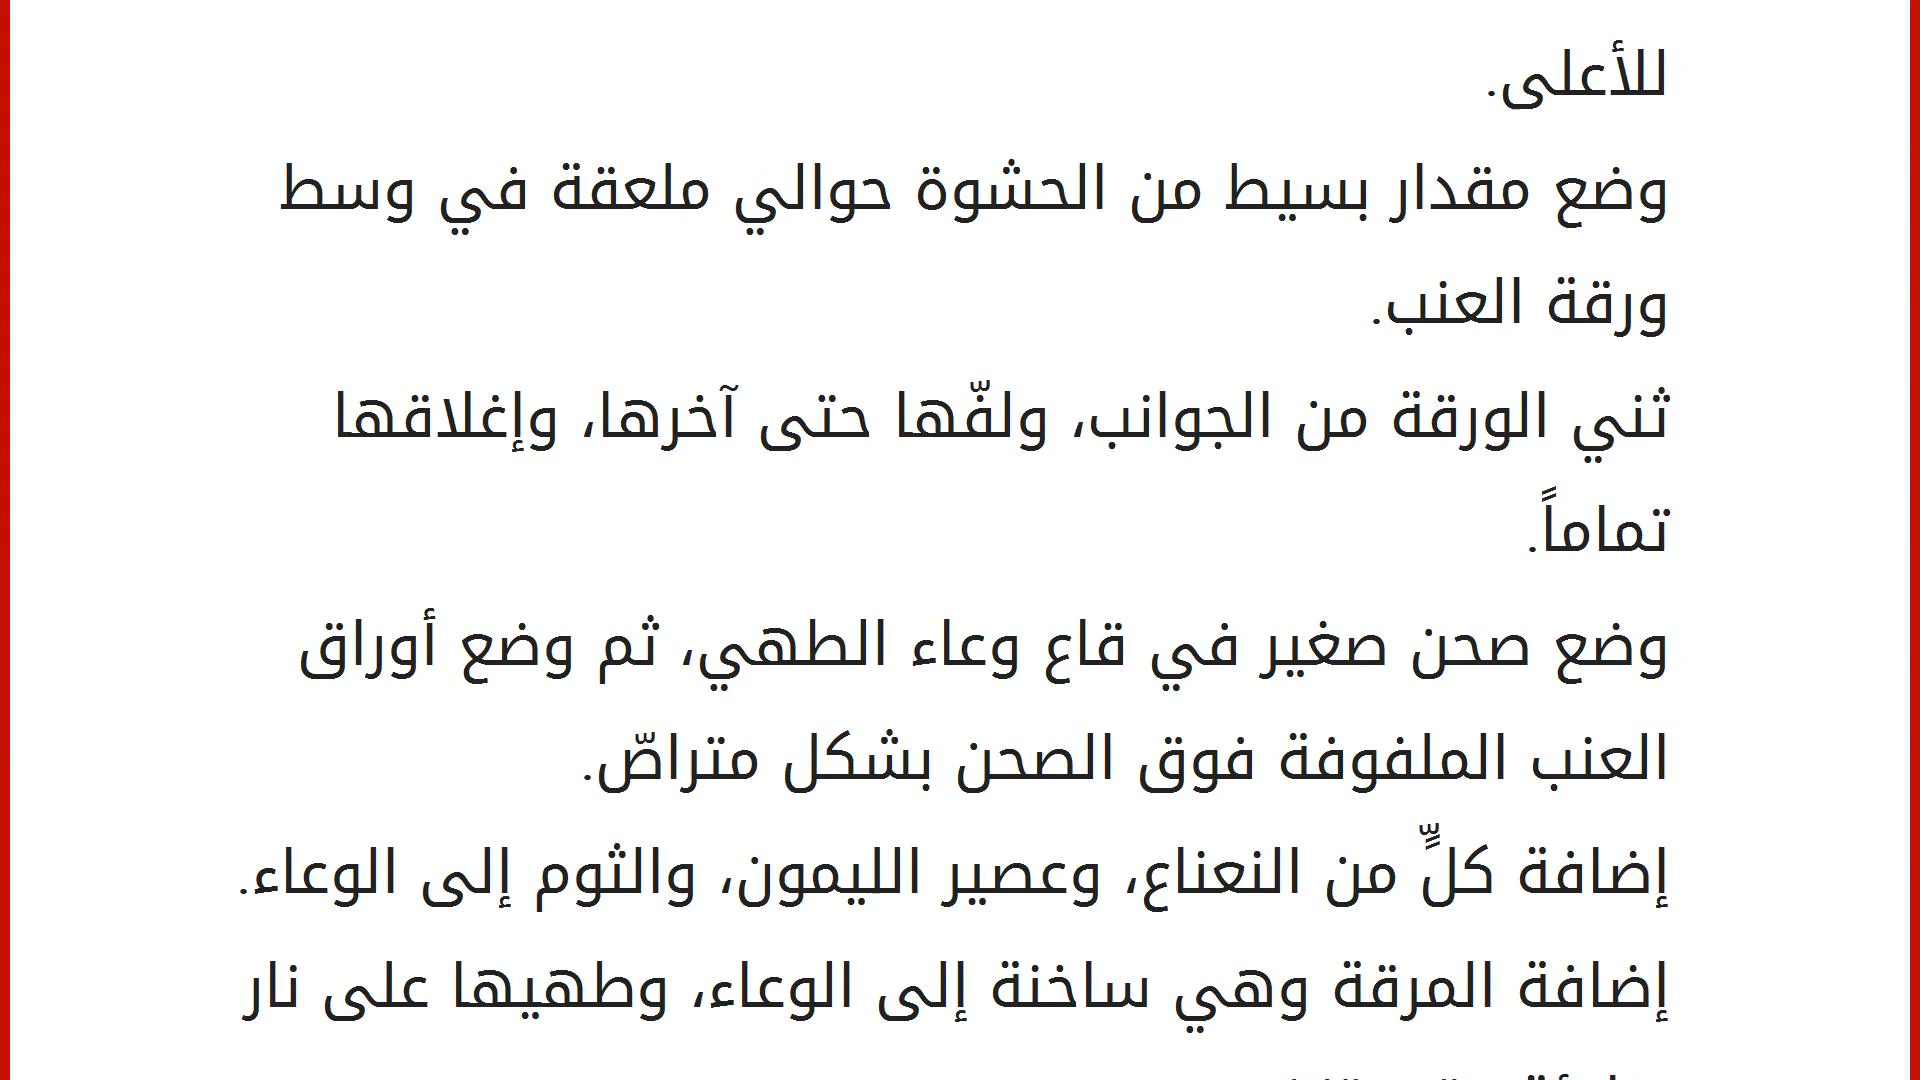 للأعلى.
وضع مقدار بسيط من الحشوة حوالي ملعقة في وسط
ورقة العنب.
ثني الورقة من الجوانب، ولفّها حتى آخرها، وإغلاقها
تماماً.
وضع صحن صغير في قاع وعاء الطهي، ثم وضع أوراق
العنب الملفوفة فوق الصحن بشكل متراصّ.
إضافة كلٍّ من النعناع، وعصير الليمون، والثوم إلى الوعاء.
إضافة المرقة وهي ساخنة إلى الوعاء، وطهيها على نار